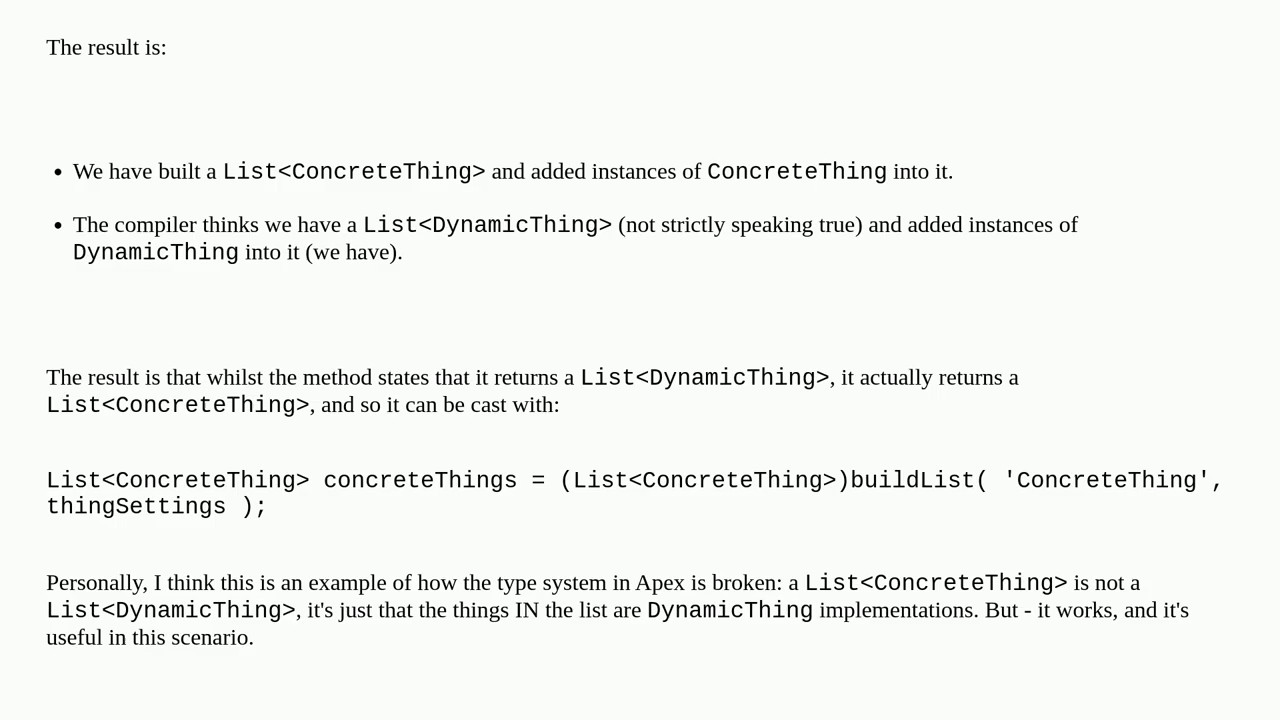 The result is:
• We have built a List<ConcreteThing> and added instances of ConcreteThing into it.
• The compiler thinks we have a List<DynamicThing> (not strictly speaking true) and added instances of
DynamicThing into it (we have).
The result is that whilst the method states that it returns a List<DynamicThing>, it actually returns a
List<ConcreteThing>, and so it can be cast with:
List<ConcreteThing> concreteThings = (List<ConcreteThing>)buildList( 'ConcreteThing',
thingSettings );
Personally, I think this is an example of how the type system in Apex is broken: a List<ConcreteThing> is not a
List<DynamicThing>, it's just that the things IN the list are DynamicThing implementations. But - it works, and it's
useful in this scenario.